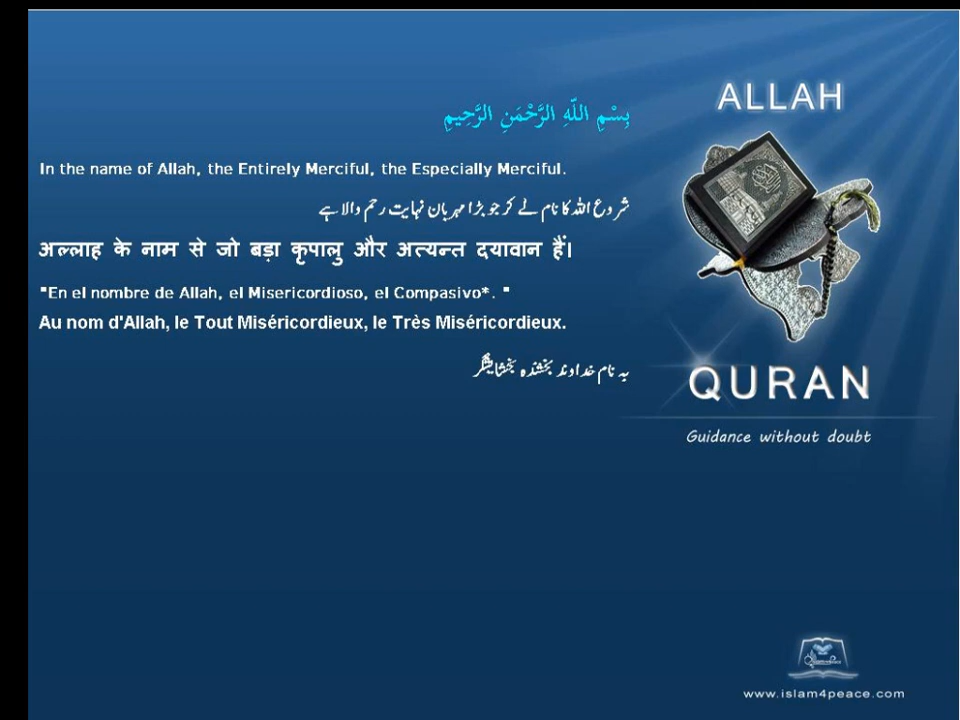 بِسْمِ اللّهِ الرَّحْمَنِ الرَّحِيمِ
In the name of Allah, the Entirely Merciful, the Especially Merciful.
شروع اللہ کا نام لے کر جو بڑا مہربان نہایت رحم والا ہے
अल्लाह के नाम से जो बड़ा कृपालु और अत्यन्त दयावान हैं।
"En el nombre de Allah, el Misericordioso, el Compasivo*. "
Au nom d'Allah, le Tout Miséricordieux, le Très Miséricordieux.
به نام خداوند بخشنده بخشایشگر
ALLAH
QURAN
Guidance without doubt
www.islam4peace.com